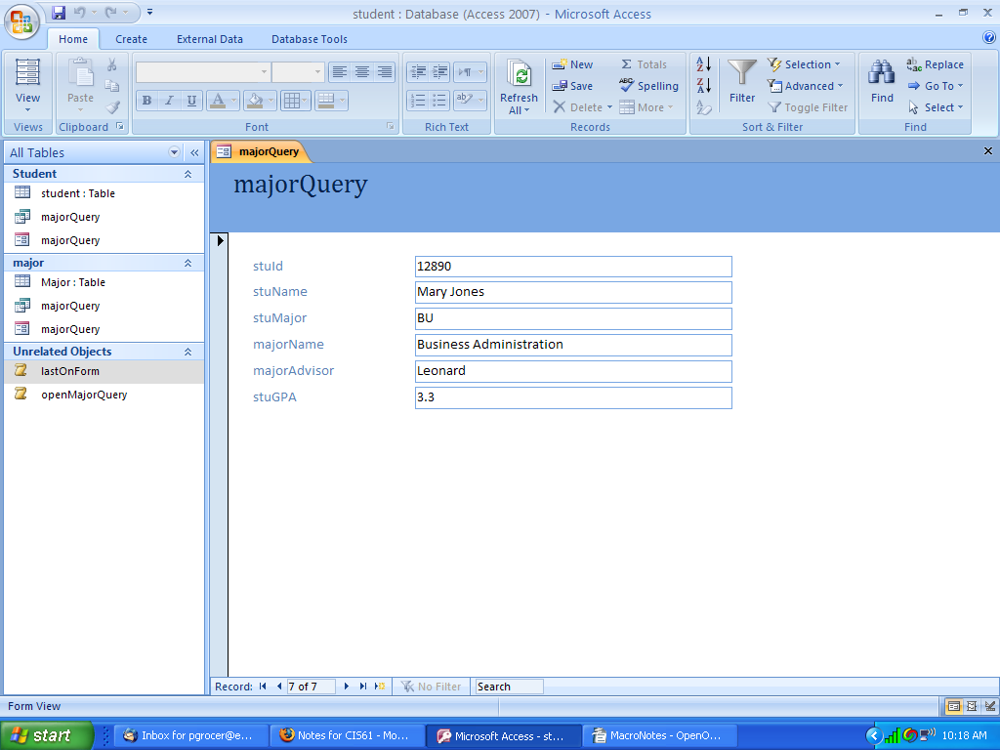 student : Database (Access 2007) - Microsoft Access
Home Create External Data Database Tools
View
Views
Paste
Clipboard
B I U A
Font
Rich Text
Refresh All
New
Save
Delete
Totals
Spelling
More
Records
Filter
Selection
Advanced
Toggle Filter
Sort & Filter
Find
Replace
Go To
Select
Find
All Tables
majorQuery
Student
student : Table
majorQuery
majorQuery
major
Major : Table
majorQuery
majorQuery
Unrelated Objects
lastOnForm
openMajorQuery
majorQuery
stuId 12890
stuName Mary Jones
stuMajor BU
majorName Business Administration
majorAdvisor Leonard
stuGPA 3.3
Record: 7 of 7 No Filter Search
Form View
start Inbox for pgrocer@e... Notes for CIS61 - Mo... Microsoft Access - st... MacroNotes - OpenO... 10:18 AM